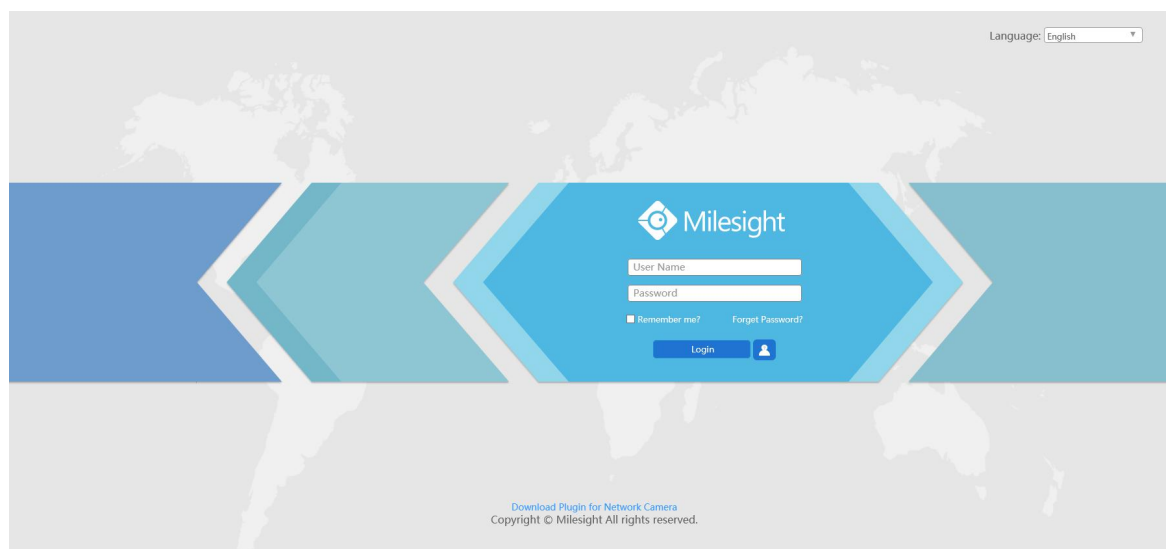 Language: English
Milesight
User Name
Password
Remember me? Forget Password?
Login
Download Plugin for Network Camera
Copyright © Milesight All rights reserved.